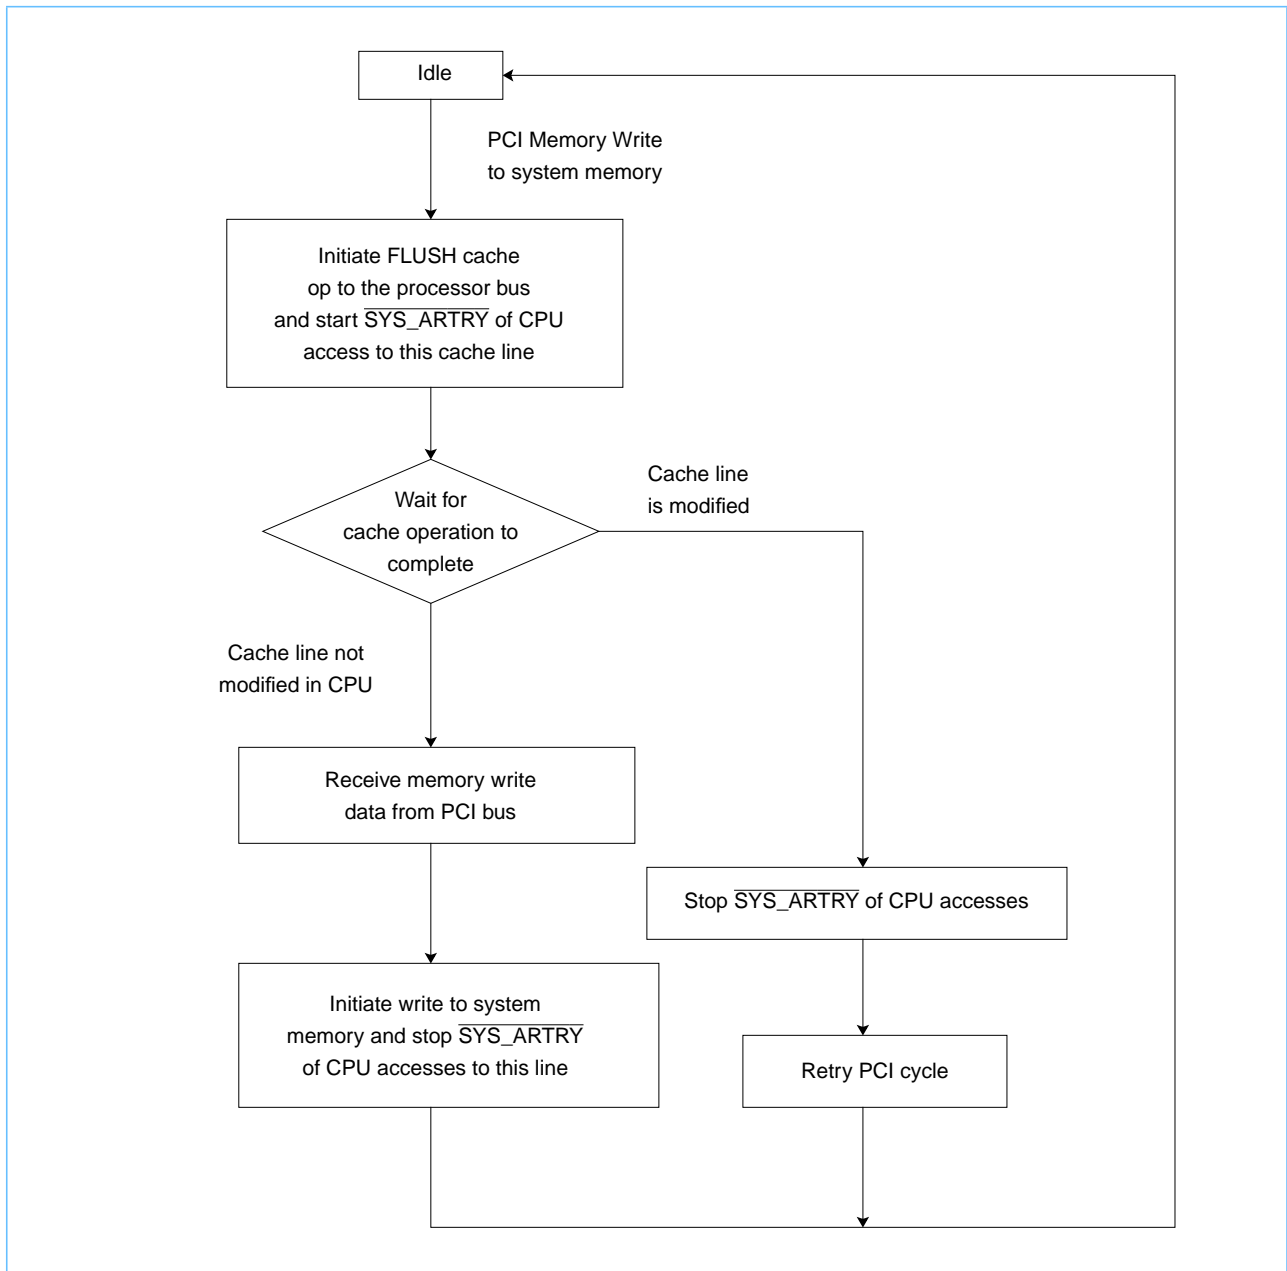 Idle
PCI Memory Write
to system memory
Initiate FLUSH cache
op to the processor bus
and start SYS_ARTRY of CPU
access to this cache line
Wait for
cache operation to
complete
Cache line
is modified
Cache line not
modified in CPU
Receive memory write
data from PCI bus
Stop SYS_ARTRY of CPU accesses
Initiate write to system
memory and stop SYS_ARTRY
of CPU accesses to this line
Retry PCI cycle